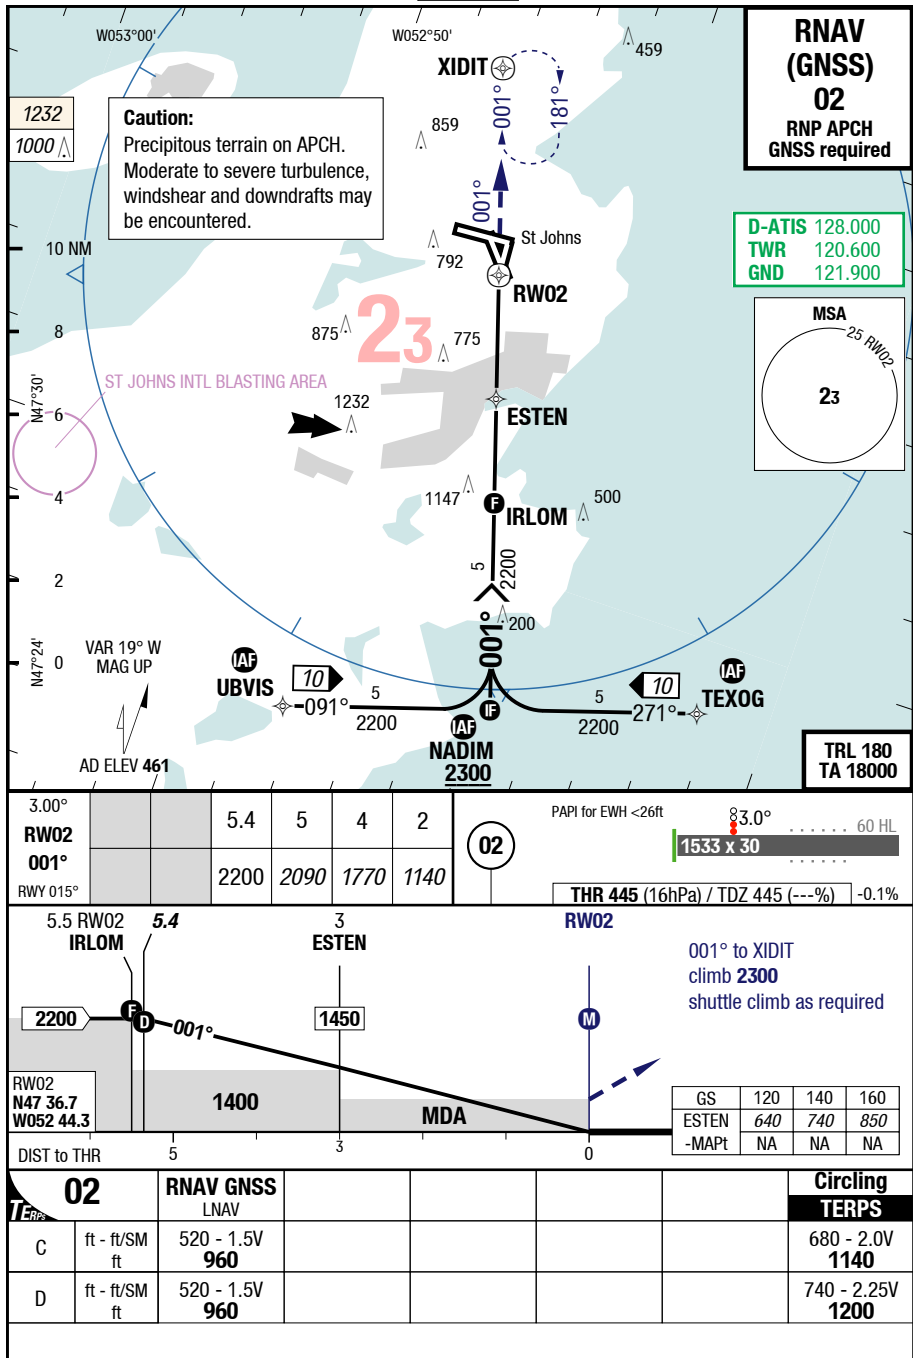 W053°00'
W052°50'
RNAV
(GNSS)
02
RNP APCH
GNSS required
459
XIDIT
001°
181°
1232
1000
Caution:
Precipitous terrain on APCH.
Moderate to severe turbulence,
windshear and downdrafts may
be encountered.
859
001°
D-ATIS 128.000
TWR 120.600
GND 121.900
St Johns
792
10 NM
RW02
MSA
25 RW02
23
875
23
775
8
ST JOHNS INTL BLASTING AREA
N47°30'
1232
6
ESTEN
4
1147
F
IRLOM
500
5
2200
2
200
001°
N47°24'
0
VAR 19° W
MAG UP
IAF
UBVIS
10
091°
5
2200
IF
IAF
NADIM
2300
5
2200
10
271°
IAF
TEXOG
AD ELEV 461
TRL 180
TA 18000
3.00°
RW02
001°
RWY 015°
5.4 5 4 2
2200 2090 1770 1140
02
PAPI for EWH <26ft
3.0°
60 HL
1533 x 30
THR 445 (16hPa) / TDZ 445 (---%) -0.1%
5.5 RW02 5.4 3 RW02
IRLOM ESTEN
001° to XIDIT
climb 2300
shuttle climb as required
F
D
2200
001°
1450
M
RW02
N47 36.7
W052 44.3
1400
MDA
GS 120 140 160
ESTEN 640 740 850
-MAPt NA NA NA
DIST to THR 5 3 0
TERPS
02
RNAV GNSS
LNAV
Circling
TERPS
C ft - ft/SM 520 - 1.5V 680 - 2.0V
ft 960 1140
D ft - ft/SM 520 - 1.5V 740 - 2.25V
ft 960 1200